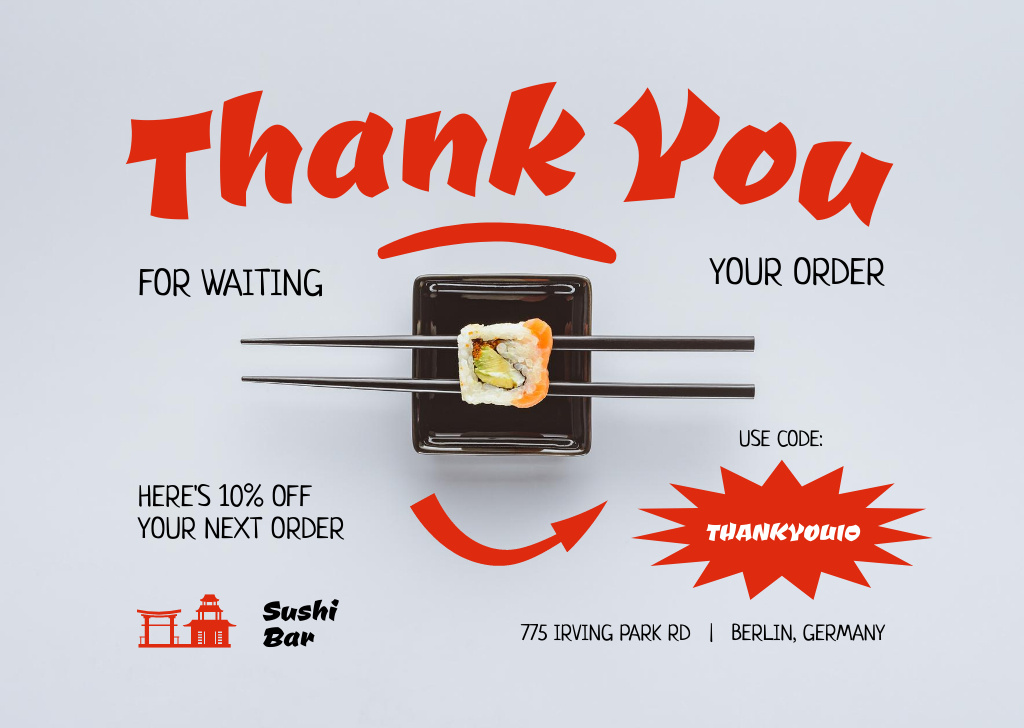 Thank You
FOR WAITING
YOUR ORDER
USE CODE:
THANKYOU10
HERE'S 10% OFF
YOUR NEXT ORDER
Sushi
Bar
775 IRVING PARK RD | BERLIN, GERMANY